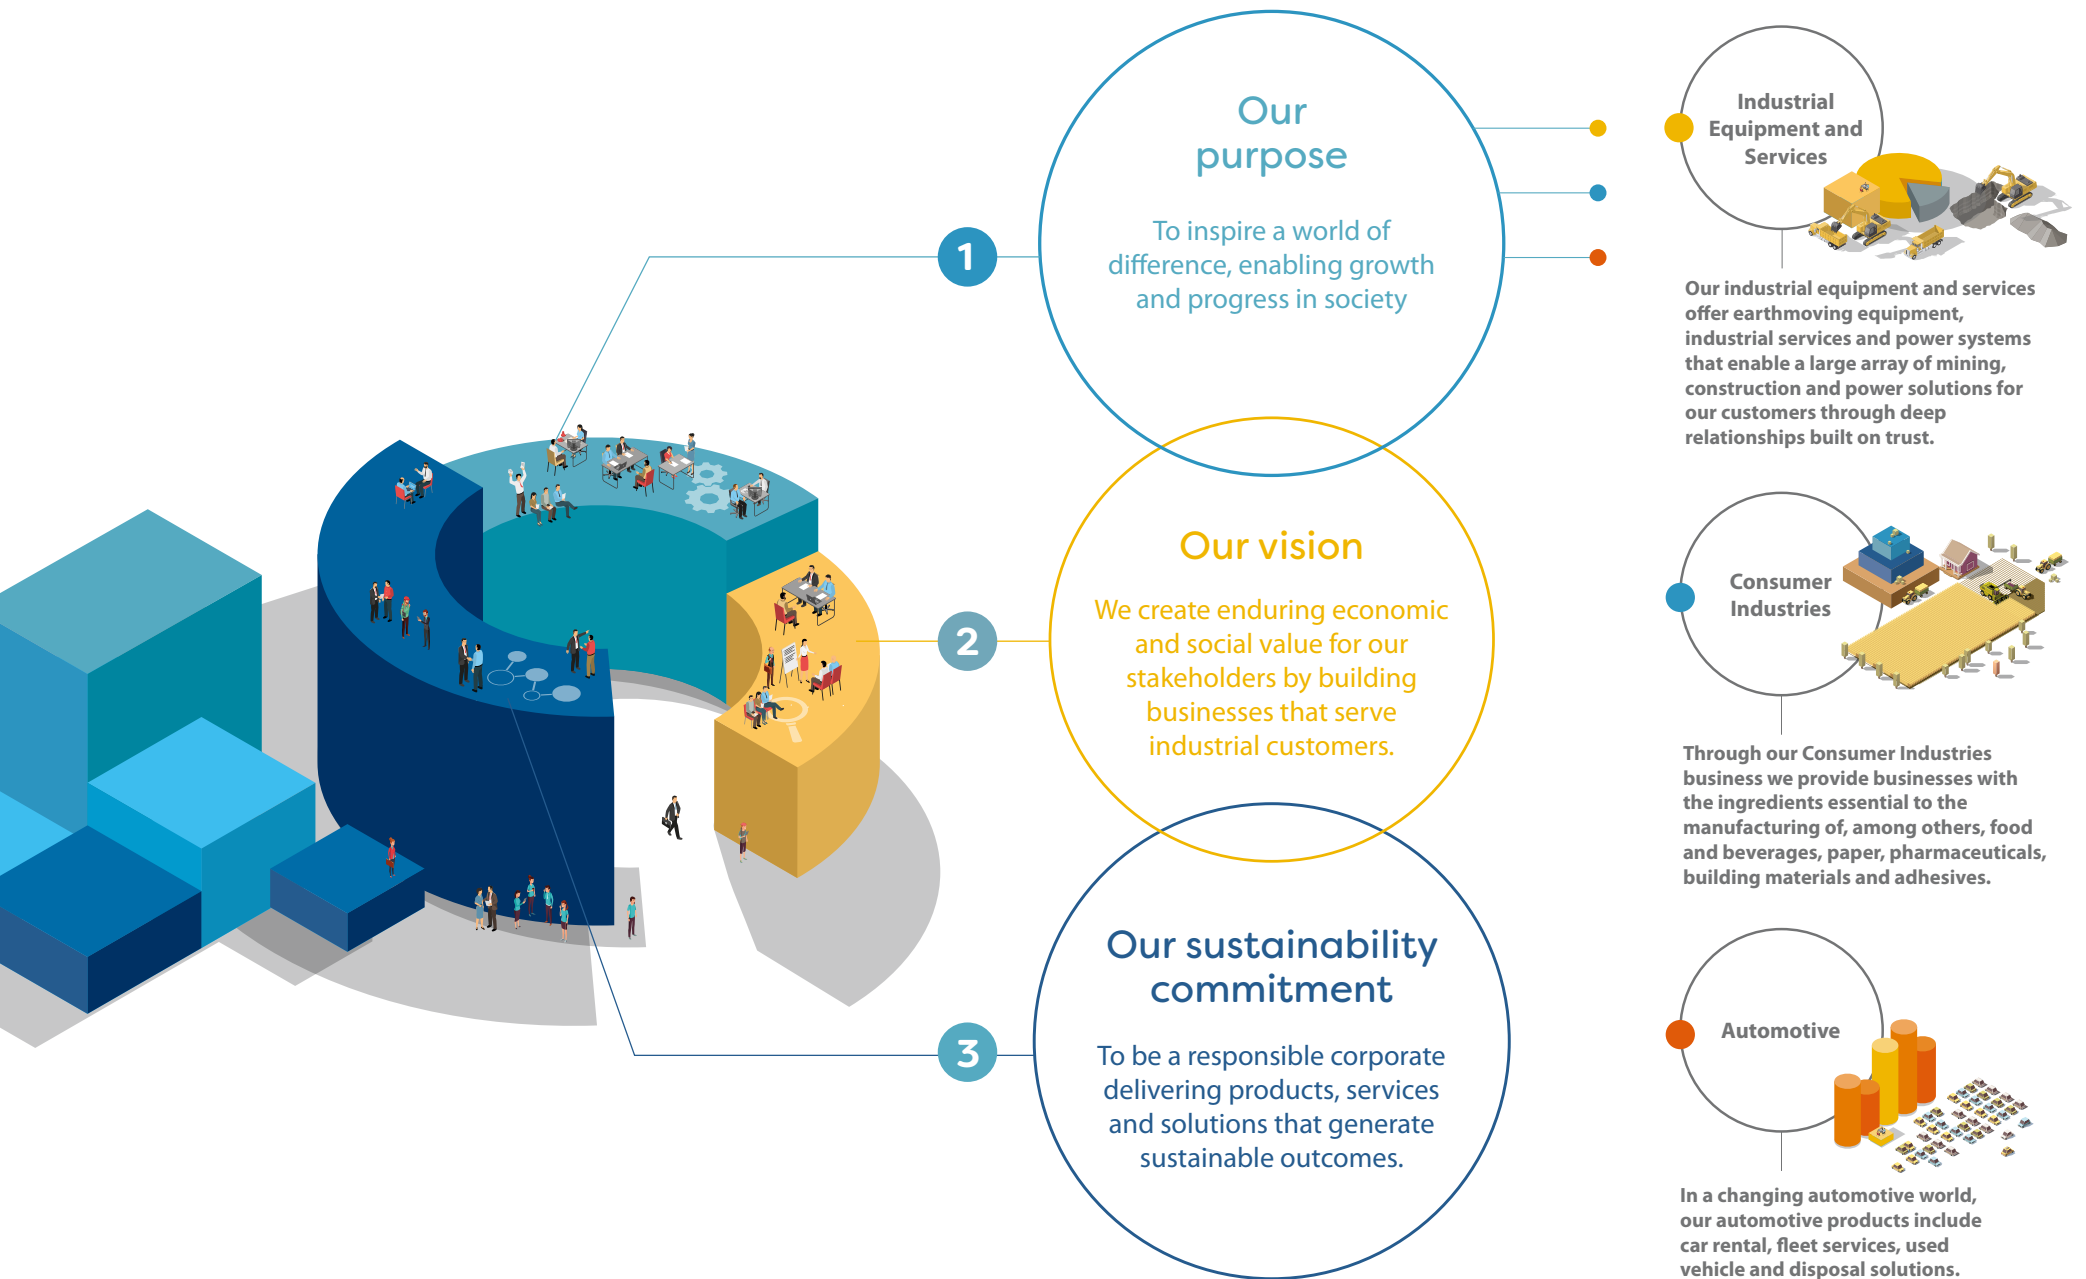 1
Our
purpose
To inspire a world of
difference, enabling growth
and progress in society
2
Our vision
We create enduring economic
and social value for our
stakeholders by building
businesses that serve
industrial customers.
3
Our sustainability
commitment
To be a responsible corporate
delivering products, services
and solutions that generate
sustainable outcomes.
Industrial
Equipment and
Services
Our industrial equipment and services
offer earthmoving equipment,
industrial services and power systems
that enable a large array of mining,
construction and power solutions for
our customers through deep
relationships built on trust.
Consumer
Industries
Through our Consumer Industries
business we provide businesses with
the ingredients essential to the
manufacturing of, among others, food
and beverages, paper, pharmaceuticals,
building materials and adhesives.
Automotive
In a changing automotive world,
our automotive products include
car rental, fleet services, used
vehicle and disposal solutions.